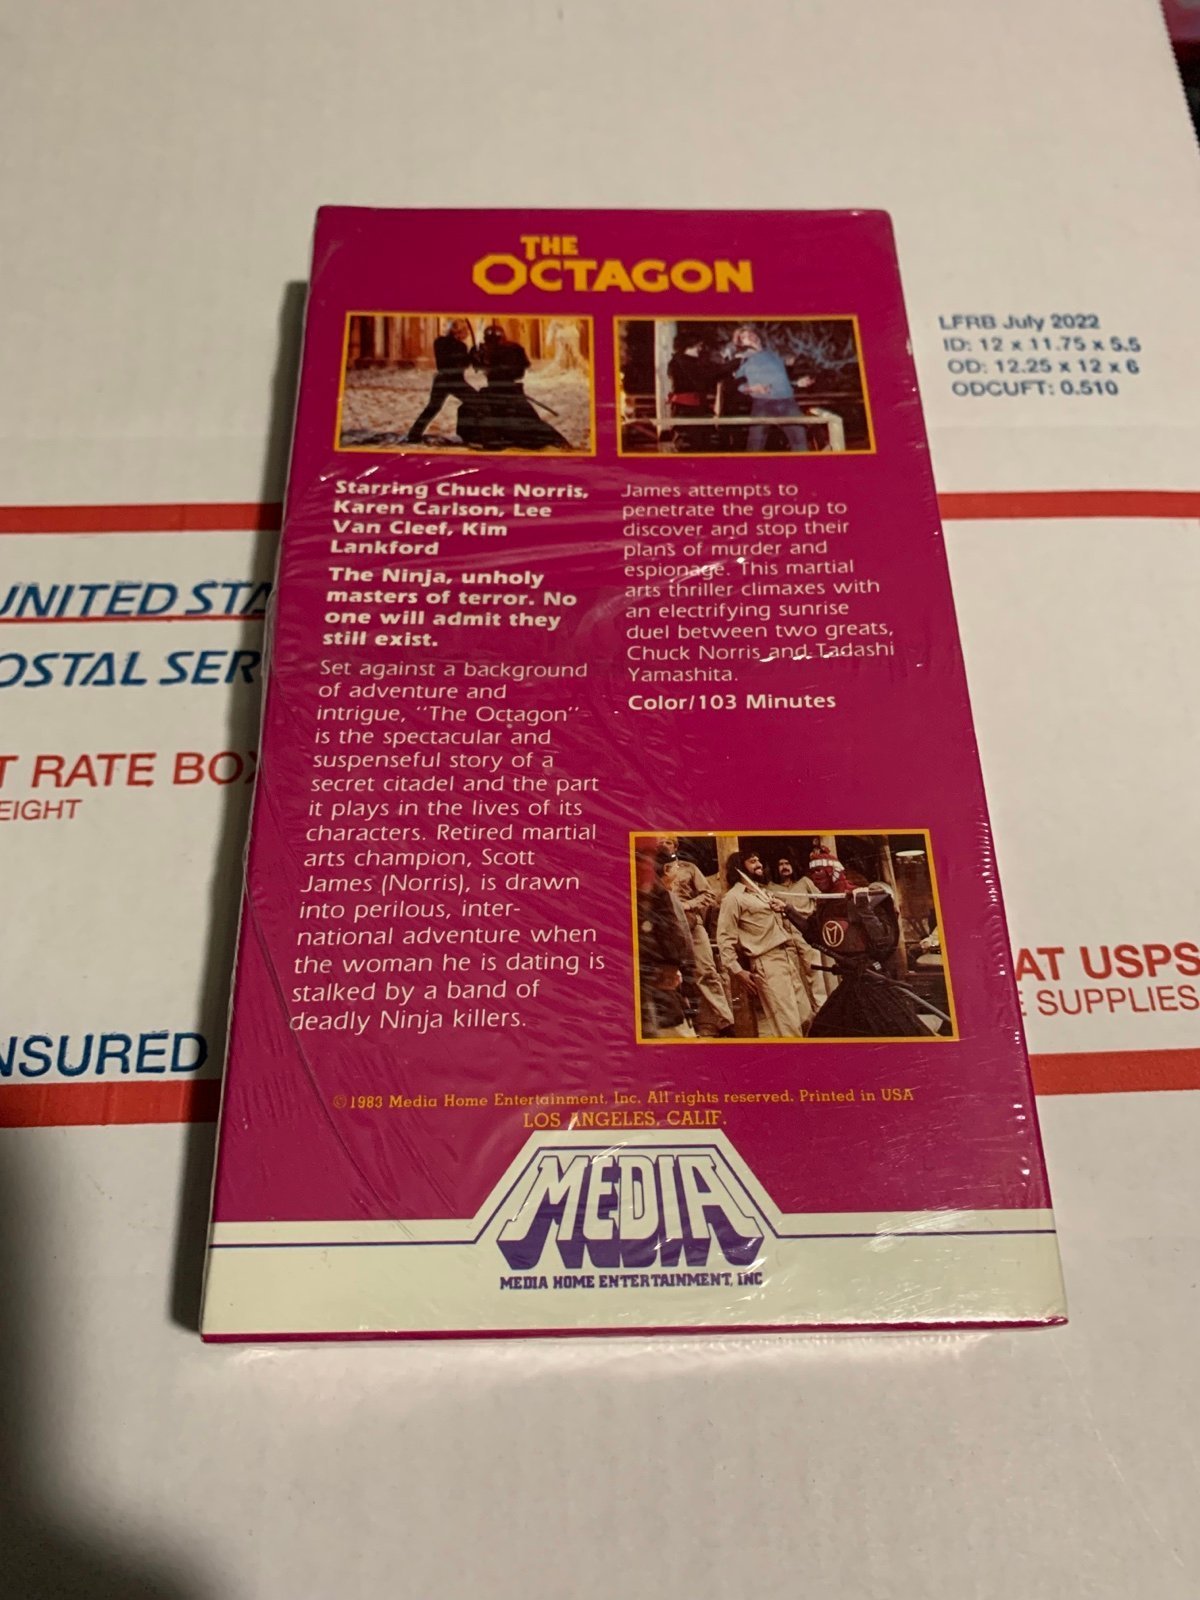 THE
OCTAGON
Starring Chuck Norris,
Karen Carlson, Lee
Van Cleef, Kim
Lankford
The Ninja, unholy
masters of terror. No
one will admit they
still exist.
Set against a background
of adventure and
intrigue, "The Octagon"
is the spectacular and
suspenseful story of a
secret citadel and the part
it plays in the lives of its
characters. Retired martial
arts champion, Scott
James (Norris), is drawn
into perilous, inter-
national adventure when
the woman he is dating is
stalked by a band of
deadly Ninja killers.
James attempts to
penetrate the group to
discover and stop their
plans of murder and
espionage. This martial
arts thriller climaxes with
an electrifying sunrise
duel between two greats,
Chuck Norris and Tadashi
Yamashita.
Color/103 Minutes
©1983 Media Home Entertainment, Inc. All rights reserved. Printed in USA
LOS ANGELES, CALIF.
MEDIA
MEDIA HOME ENTERTAINMENT, INC
LFRB July 2022
ID: 12 x 11.75 x 5.5
OD: 12.25 x 12 x 6
ODCUFT: 0.510
UNITED STA
OSTAL SER
T RATE BOX
EIGHT
NSURED
AT USPS
E SUPPLIES